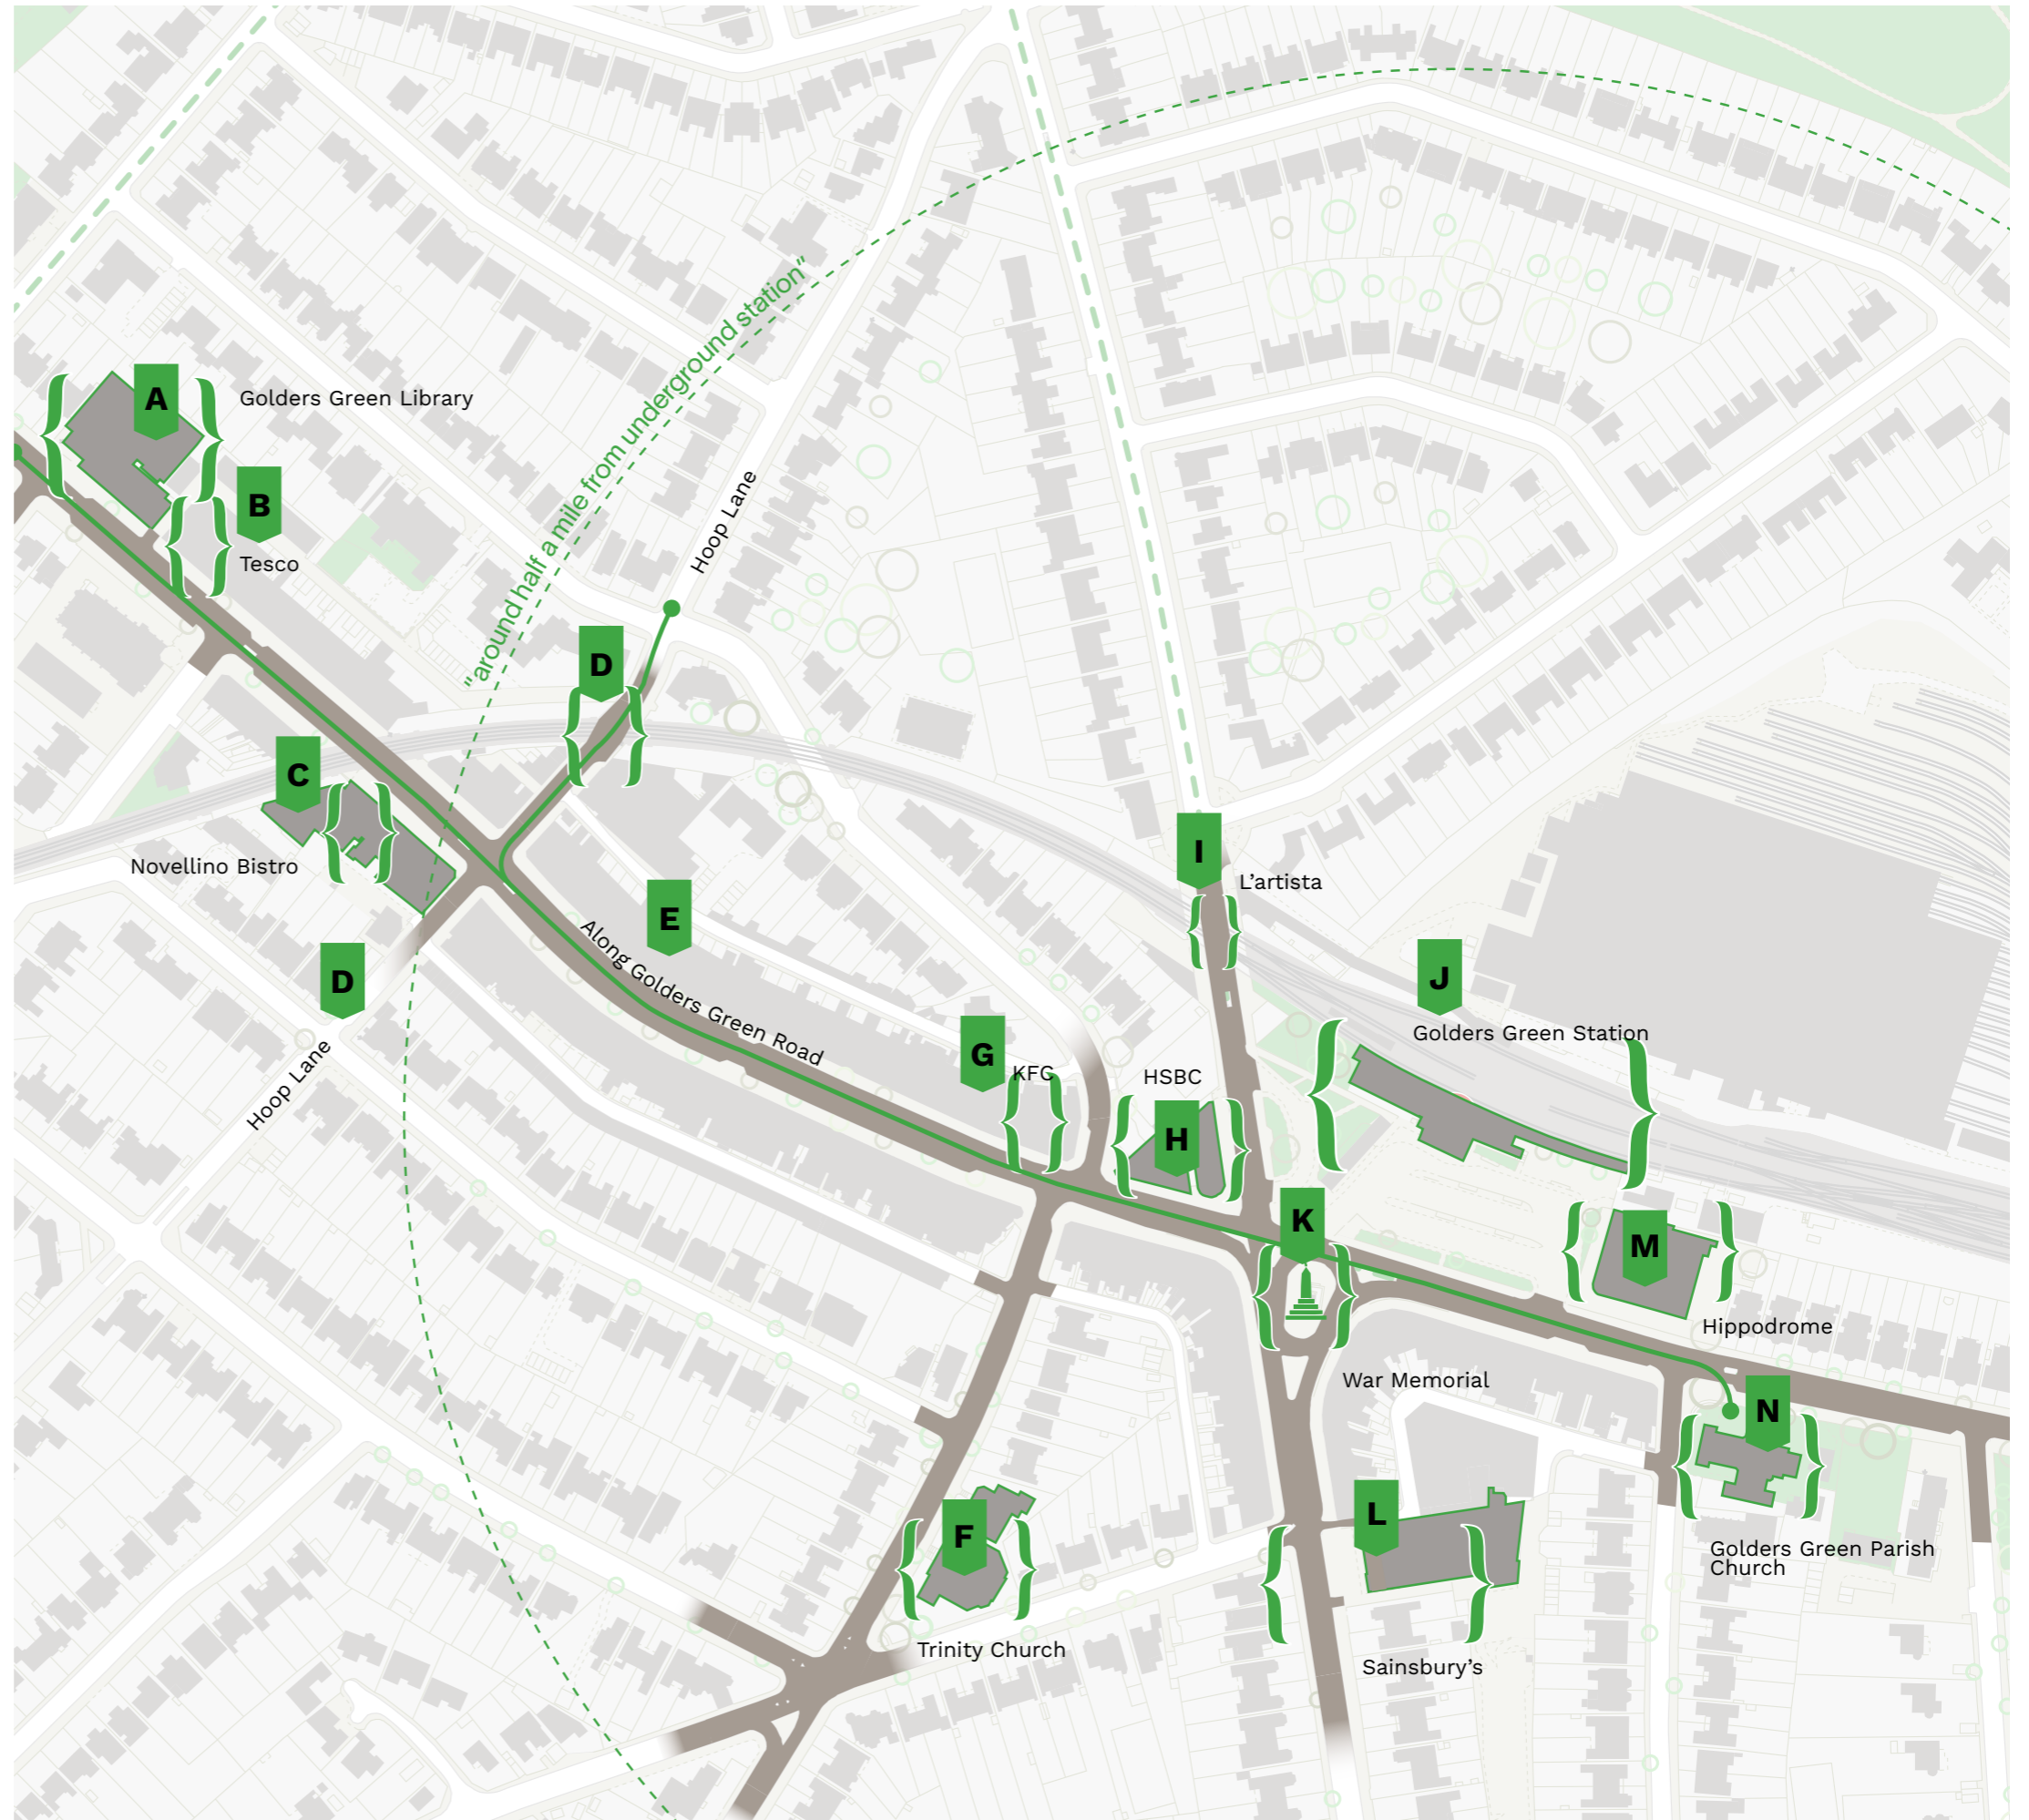 "around half a mile from underground station"
A
Golders Green Library
B
Tesco
Hoop Lane
D
C
Novellino Bistro
I
L'artista
E
Along Golders Green Road
D
Hoop Lane
J
Golders Green Station
G
KFC
HSBC
H
K
M
Hippodrome
War Memorial
N
L
F
Golders Green Parish
Church
Trinity Church
Sainsbury's